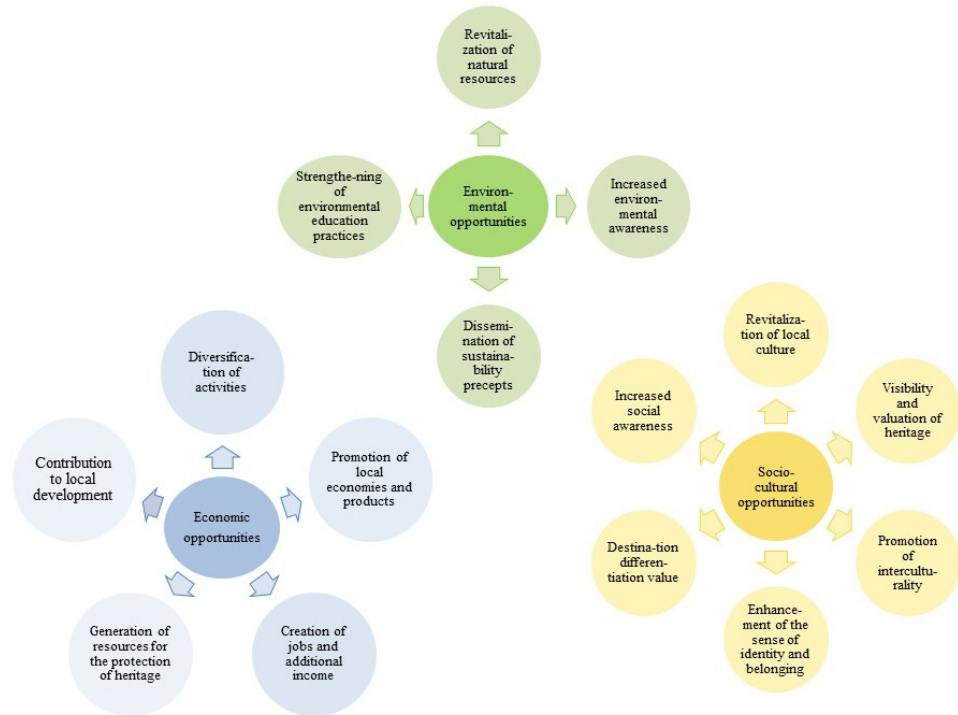 Revitali-
zation of
natural
resources
Strengthe-ning
of
environmental
education
practices
Environ-
mental
opportunities
Increased
environ-
mental
awareness
Dissemi-
nation of
sustaina-
bility
precepts
Diversifica-
tion of
activities
Contribution
to local
development
Promotion of
local
economies and
products
Economic
opportunities
Generation of
resources for
the protection
of heritage
Creation of
jobs and
additional
income
Revitaliza-
tion of local
culture
Increased
social
awareness
Visibility
and
valuation of
heritage
Socio-
cultural
opportunities
Destina-tion
differen-
tiation value
Promotion
of
intercultu-
rality
Enhance-
ment of the
sense of
identity and
belonging